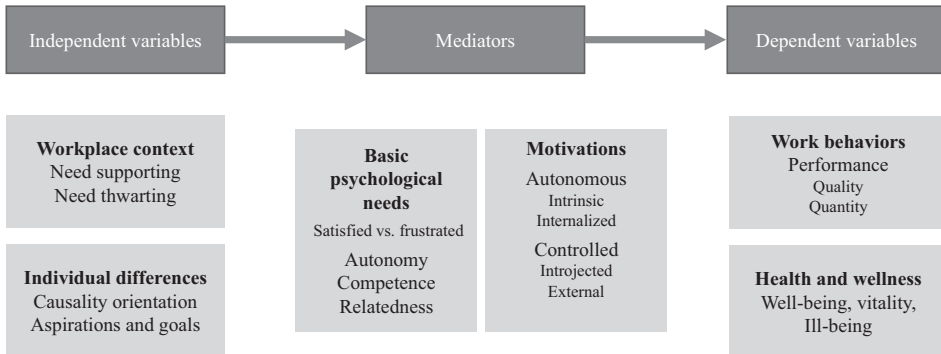 Independent variables
Mediators
Dependent variables
Workplace context
Need supporting
Need thwarting
Individual differences
Causality orientation
Aspirations and goals
Basic
psychological
needs
Satisfied vs. frustrated
Autonomy
Competence
Relatedness
Motivations
Autonomous
Intrinsic
Internalized
Controlled
Introjected
External
Work behaviors
Performance
Quality
Quantity
Health and wellness
Well-being, vitality,
Ill-being